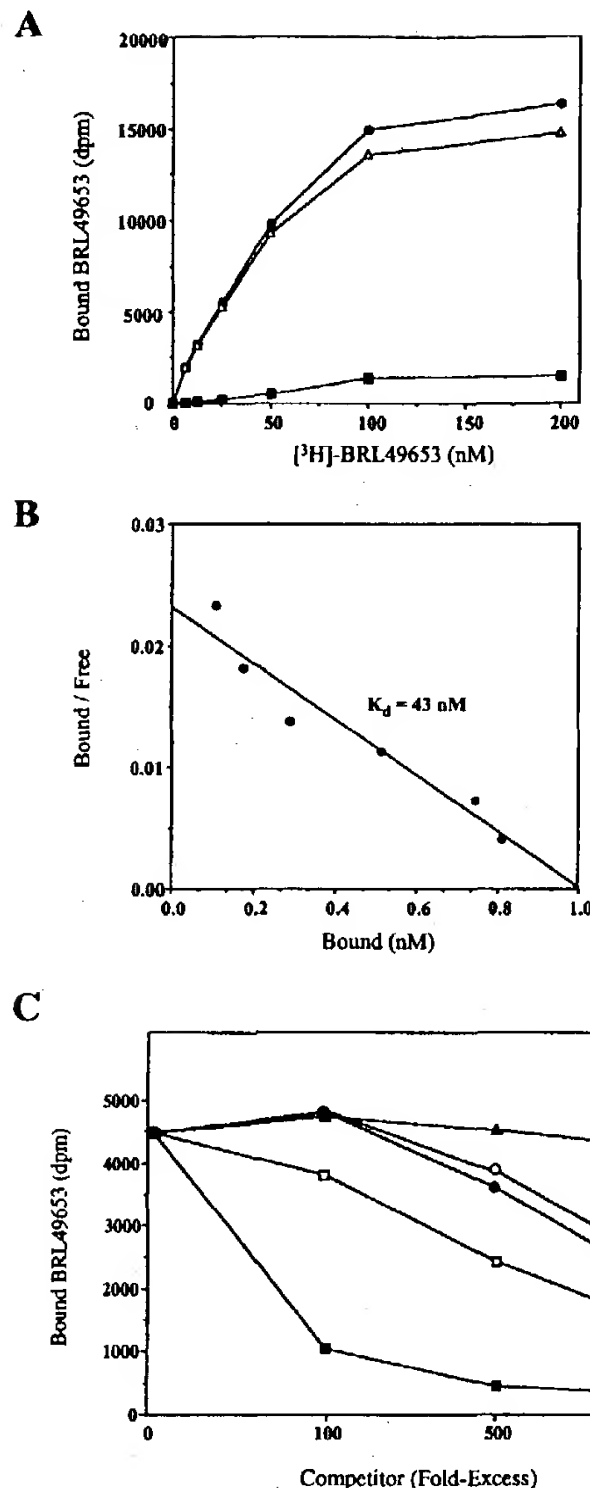 A
20000
15000
10000
5000
0
Bound BRL49653 (dpm)
0 50 100 150 200
[³H]-BRL49653 (nM)
B
0.03
0.02
0.01
0.00
Bound / Free
K_d = 43 nM
0.0 0.2 0.4 0.6 0.8 1.0
Bound (nM)
C
5000
4000
3000
2000
1000
0
Bound BRL49653 (dpm)
0 100 500
Competitor (Fold-Excess)